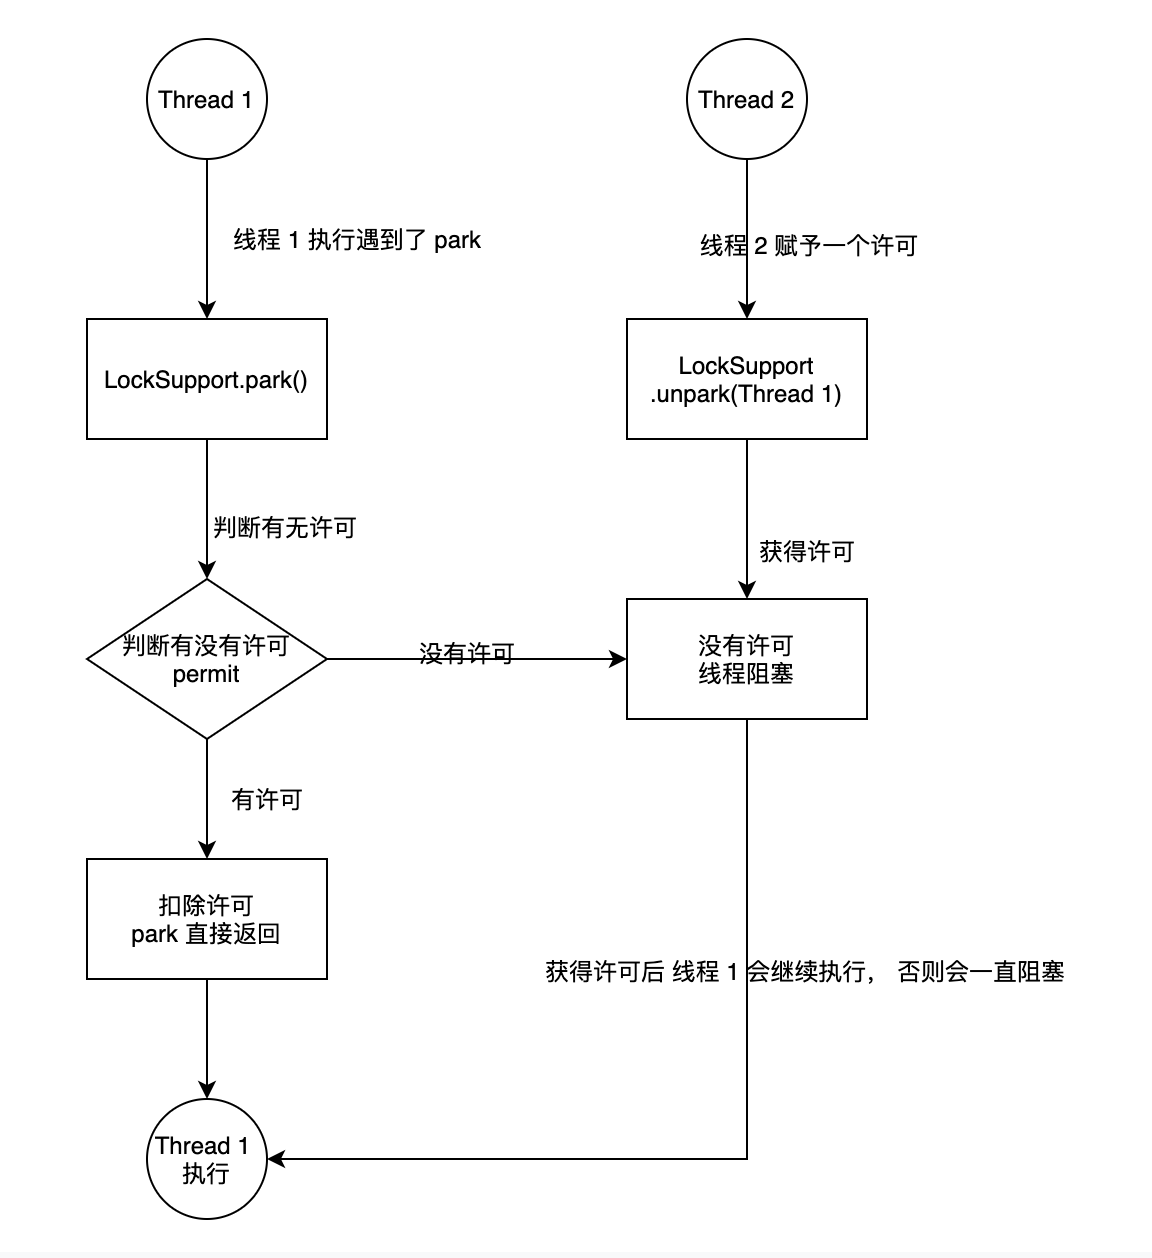 Thread 1
Thread 2
线程 1 执行遇到了 park
线程 2 赋予一个许可
LockSupport.park()
LockSupport
.unpark(Thread 1)
判断有无许可
获得许可
判断有没有许可
permit
没有许可
没有许可
线程阻塞
有许可
扣除许可
park 直接返回
获得许可后 线程 1 会继续执行， 否则会一直阻塞
Thread 1
执行